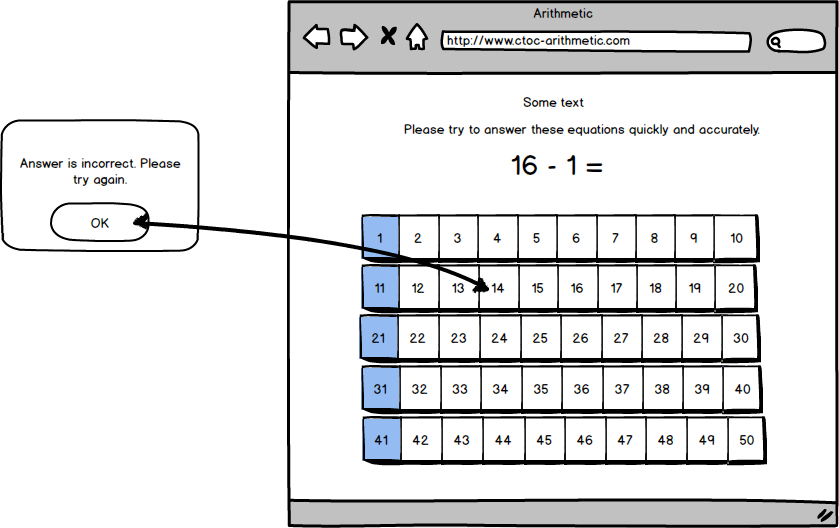 Arithmetic
http://www.ctoc-arithmetic.com
Some text
Please try to answer these equations quickly and accurately.
16 - 1 =
Answer is incorrect. Please
try again.
OK
1 2 3 4 5 6 7 8 9 10
11 12 13 14 15 16 17 18 19 20
21 22 23 24 25 26 27 28 29 30
31 32 33 34 35 36 37 38 39 40
41 42 43 44 45 46 47 48 49 50